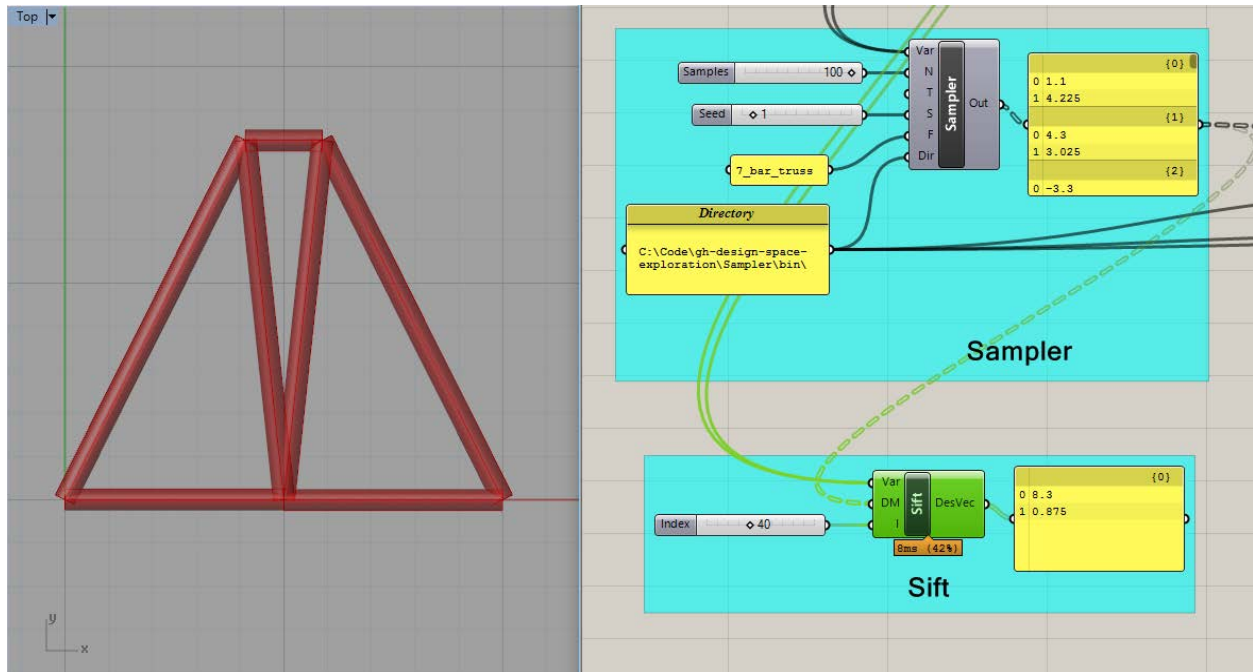 Top
y
x
Samples 100
Seed 1
7_bar_truss
Directory
C:\Code\gh-design-space-
exploration\Sampler\bin\
Var
N
T
S
F
Dir
Sampler
Out
{0}
0 1.1
1 4.225
{1}
0 4.3
1 3.025
{2}
0 -3.3
Sampler
Index 40
Var
DM
I
Sift
DesVec
8ms (42%)
{0}
0 8.3
1 0.875
Sift